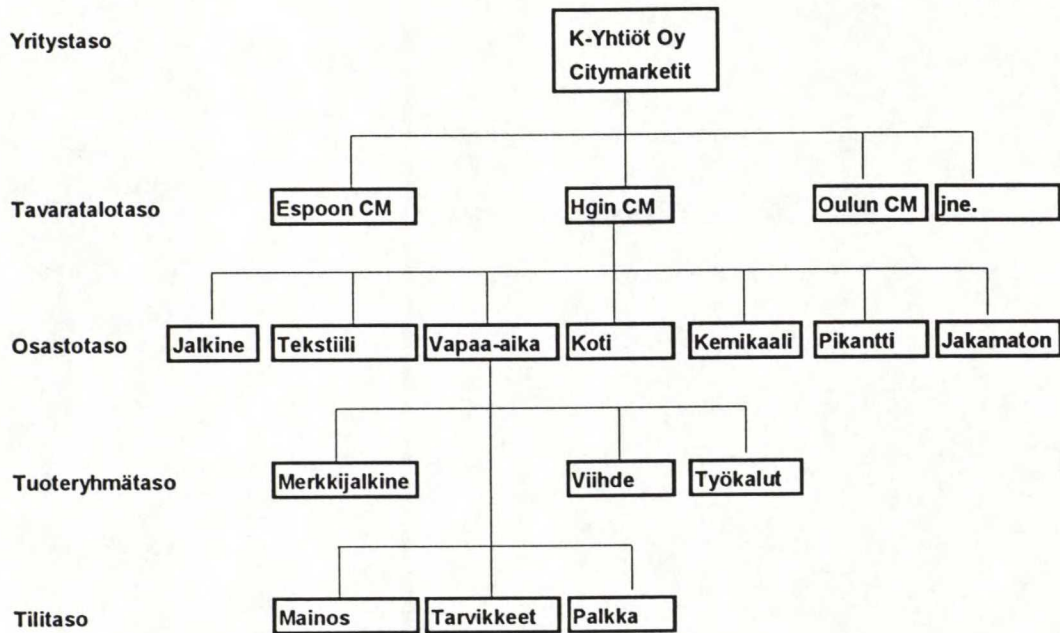 Yritystaso
K-Yhtiöt Oy
Citymarketit
Tavaratalotaso
Espoon CM
Hgin CM
Oulun CM
jne.
Osastotaso
Jalkine
Tekstiili
Vapaa-aika
Koti
Kemikaali
Pikantti
Jakamaton
Tuoteryhmätaso
Merkkijalkine
Viihde
Työkalut
Tilitaso
Mainos
Tarvikkeet
Palkka